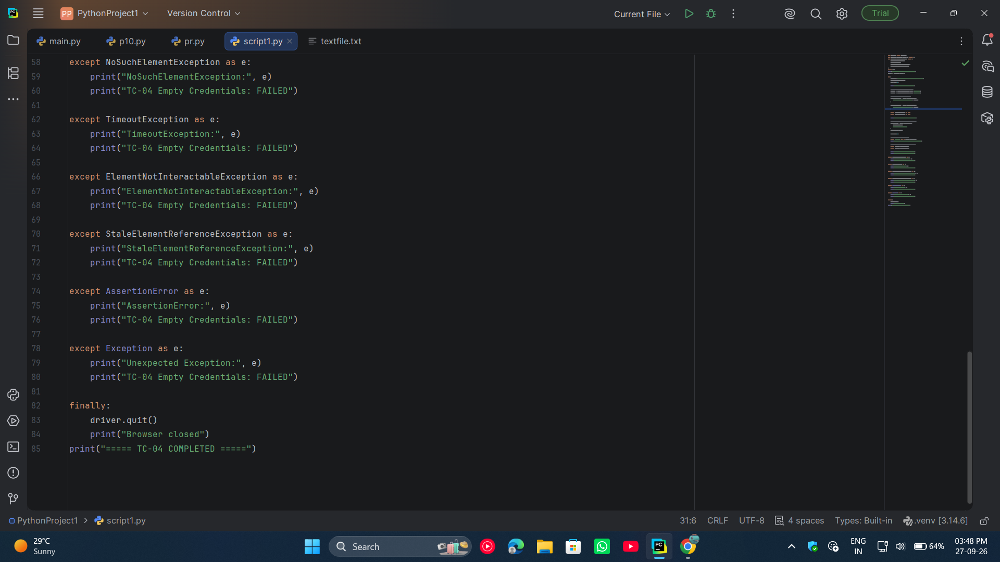 PP PythonProject1 Version Control Current File Trial
main.py p10.py pr.py script1.py textfile.txt
58 except NoSuchElementException as e:
59 print("NoSuchElementException:", e)
60 print("TC-04 Empty Credentials: FAILED")
61
62 except TimeoutException as e:
63 print("TimeoutException:", e)
64 print("TC-04 Empty Credentials: FAILED")
65
66 except ElementNotInteractableException as e:
67 print("ElementNotInteractableException:", e)
68 print("TC-04 Empty Credentials: FAILED")
69
70 except StaleElementReferenceException as e:
71 print("StaleElementReferenceException:", e)
72 print("TC-04 Empty Credentials: FAILED")
73
74 except AssertionError as e:
75 print("AssertionError:", e)
76 print("TC-04 Empty Credentials: FAILED")
77
78 except Exception as e:
79 print("Unexpected Exception:", e)
80 print("TC-04 Empty Credentials: FAILED")
81
82 finally:
83 driver.quit()
84 print("Browser closed")
85 print("===== TC-04 COMPLETED =====")
PythonProject1 > script1.py 31:6 CRLF UTF-8 4 spaces Types: Built-in .venv [3.14.6]
29°C
Sunny
Search
ENG
IN
64%
03:48 PM
27-09-26